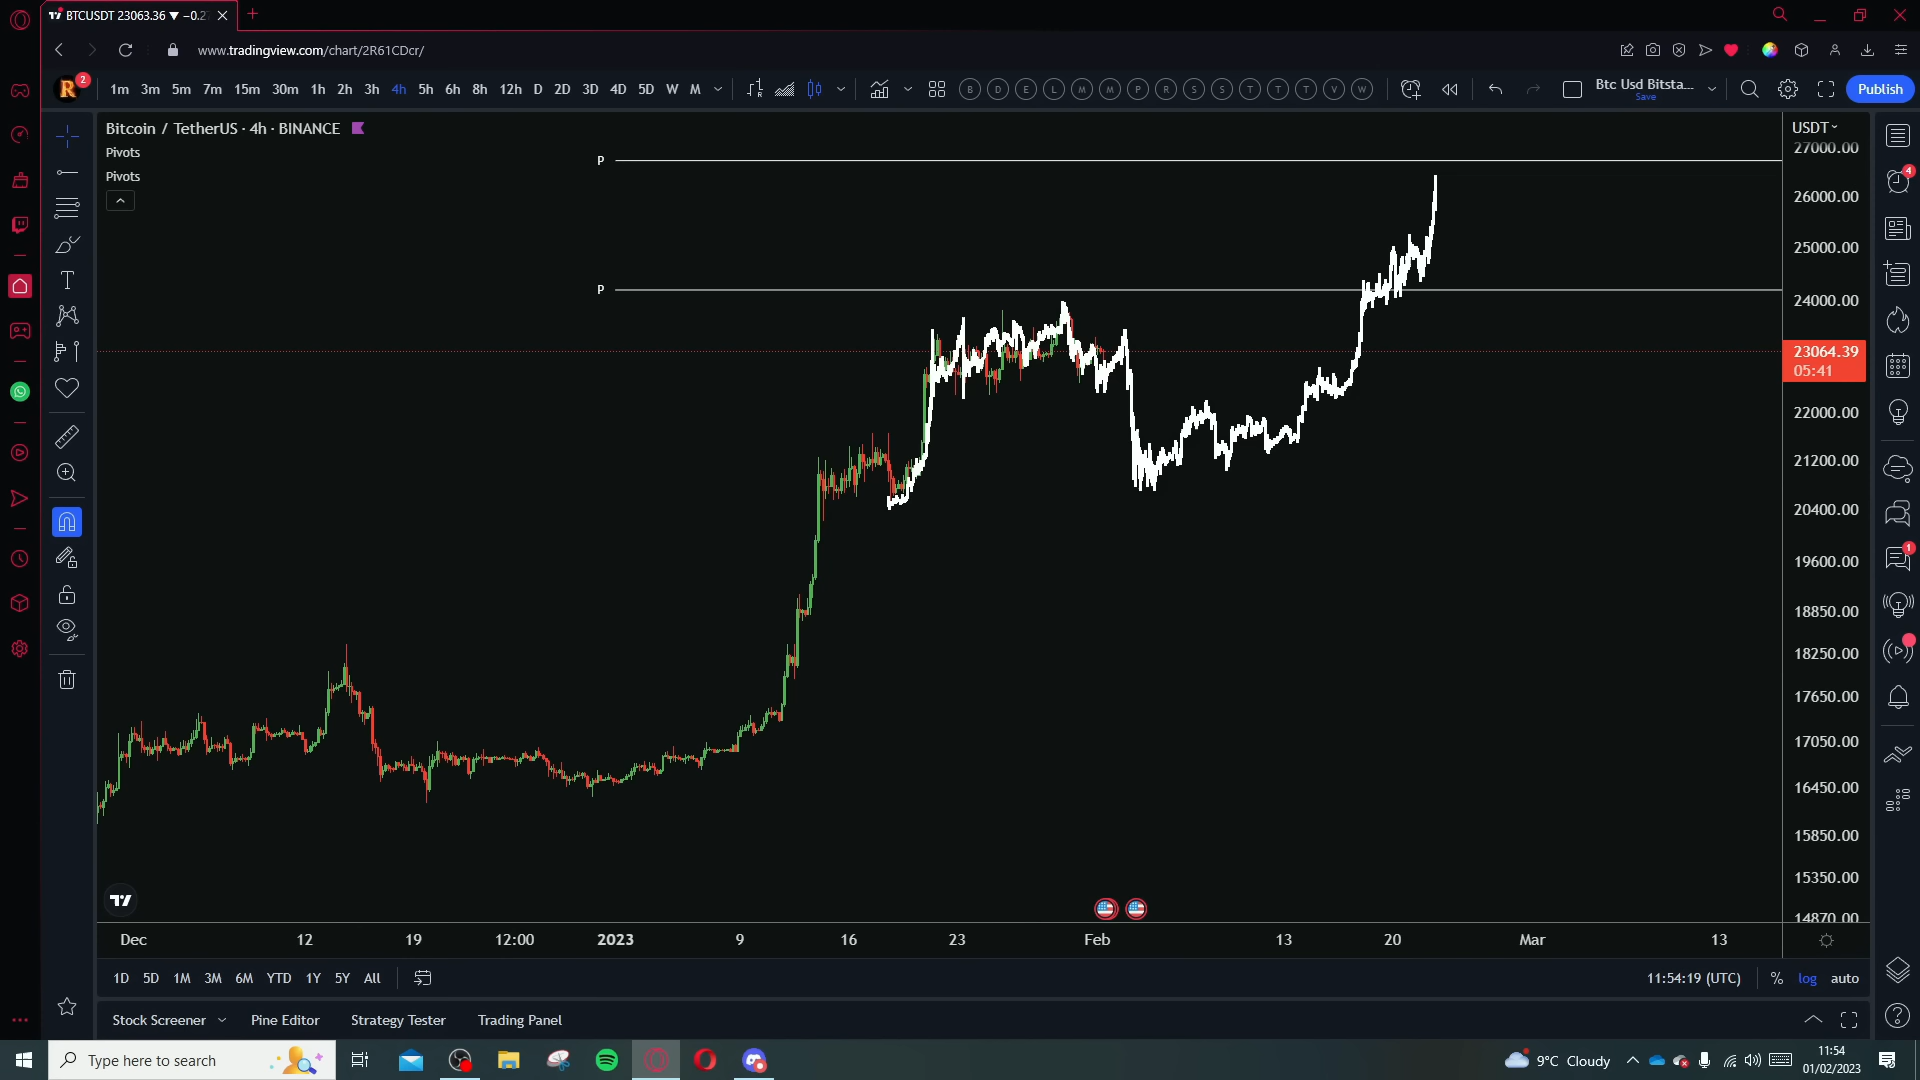 BTCUSDT 23063.36 ▼ −0.2
www.tradingview.com/chart/2R61CDcr/
R 2 1m 3m 5m 7m 15m 30m 1h 2h 3h 4h 5h 6h 8h 12h D 2D 3D 4D 5D W M B D E L M M P R S S T T T V W Btc Usd Bitsta... Save Publish
Bitcoin / TetherUS · 4h · BINANCE
USDT
Pivots
Pivots
P
P
27000.00
26000.00
25000.00
24000.00
23064.39
05:41
22000.00
21200.00
20400.00
19600.00
18850.00
18250.00
17650.00
17050.00
16450.00
15850.00
15350.00
14870.00
4
1
Dec 12 19 12:00 2023 9 16 23 Feb 13 20 Mar 13
1D 5D 1M 3M 6M YTD 1Y 5Y All 11:54:19 (UTC) % log auto
Stock Screener Pine Editor Strategy Tester Trading Panel
Type here to search 9°C Cloudy 11:54
01/02/2023